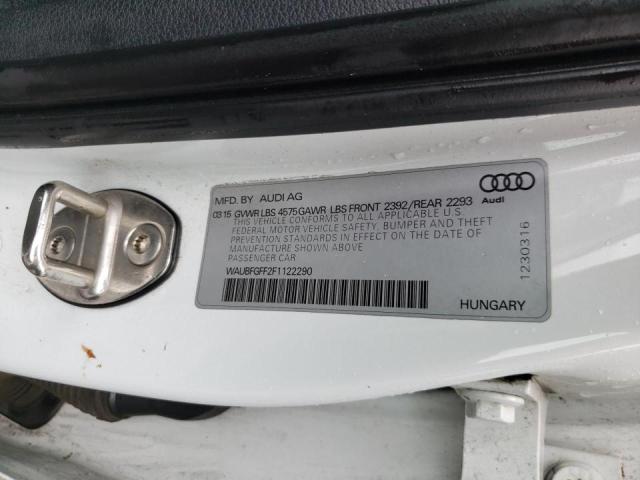 MFD. BY AUDI AG
03 15 GVWR LBS 4575 GAWR LBS FRONT 2392/REAR 2293
THIS VEHICLE CONFORMS TO ALL APPLICABLE U.S.
FEDERAL MOTOR VEHICLE SAFETY, BUMPER AND THEFT
PREVENTION STANDARDS IN EFFECT ON THE DATE OF
MANUFACTURE SHOWN ABOVE
PASSENGER CAR
WAUBFGFF2F1122290
Audi
1230316
HUNGARY